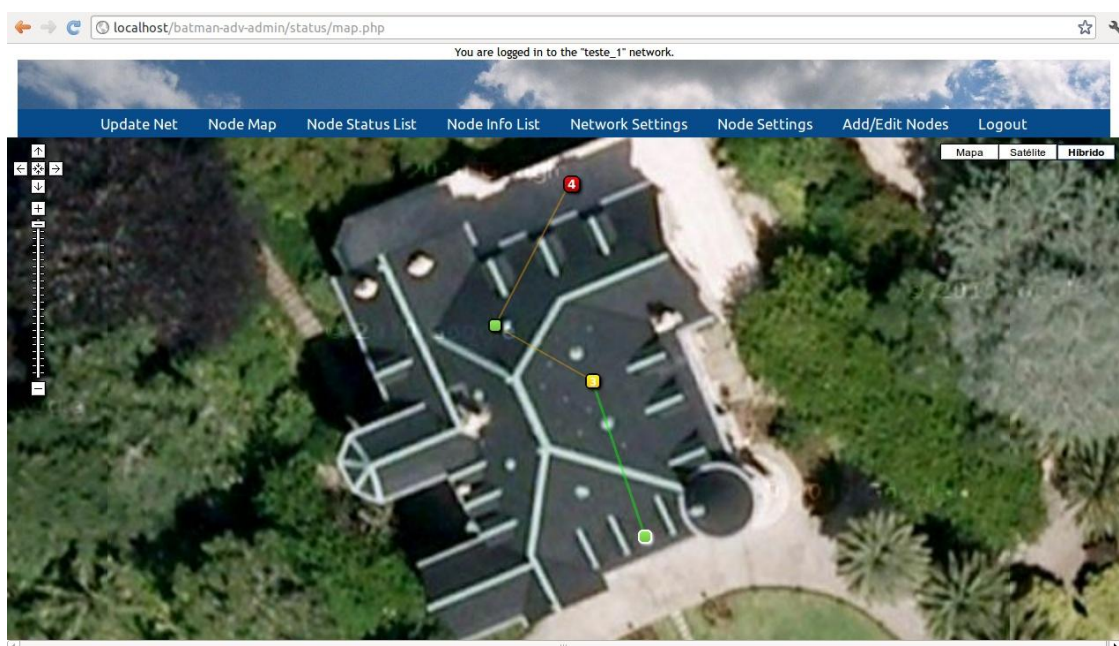 localhost/batman-adv-admin/status/map.php
You are logged in to the "teste_1" network.
Update Net Node Map Node Status List Node Info List Network Settings Node Settings Add/Edit Nodes Logout
Mapa Satélite Híbrido
4
3